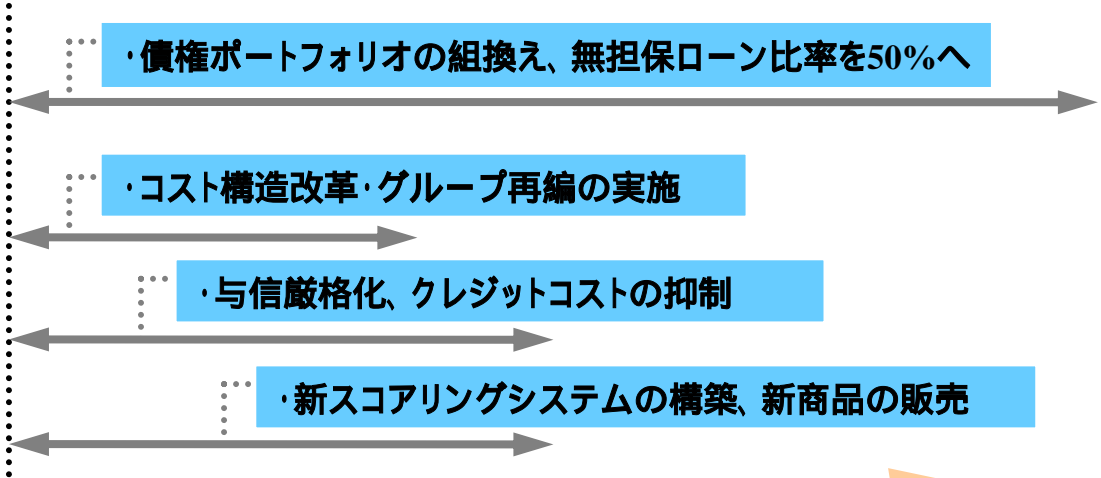 ・債権ポートフォリオの組換え、無担保ローン比率を50%へ
・コスト構造改革・グループ再編の実施
・与信厳格化、クレジットコストの抑制
・新スコアリングシステムの構築、新商品の販売